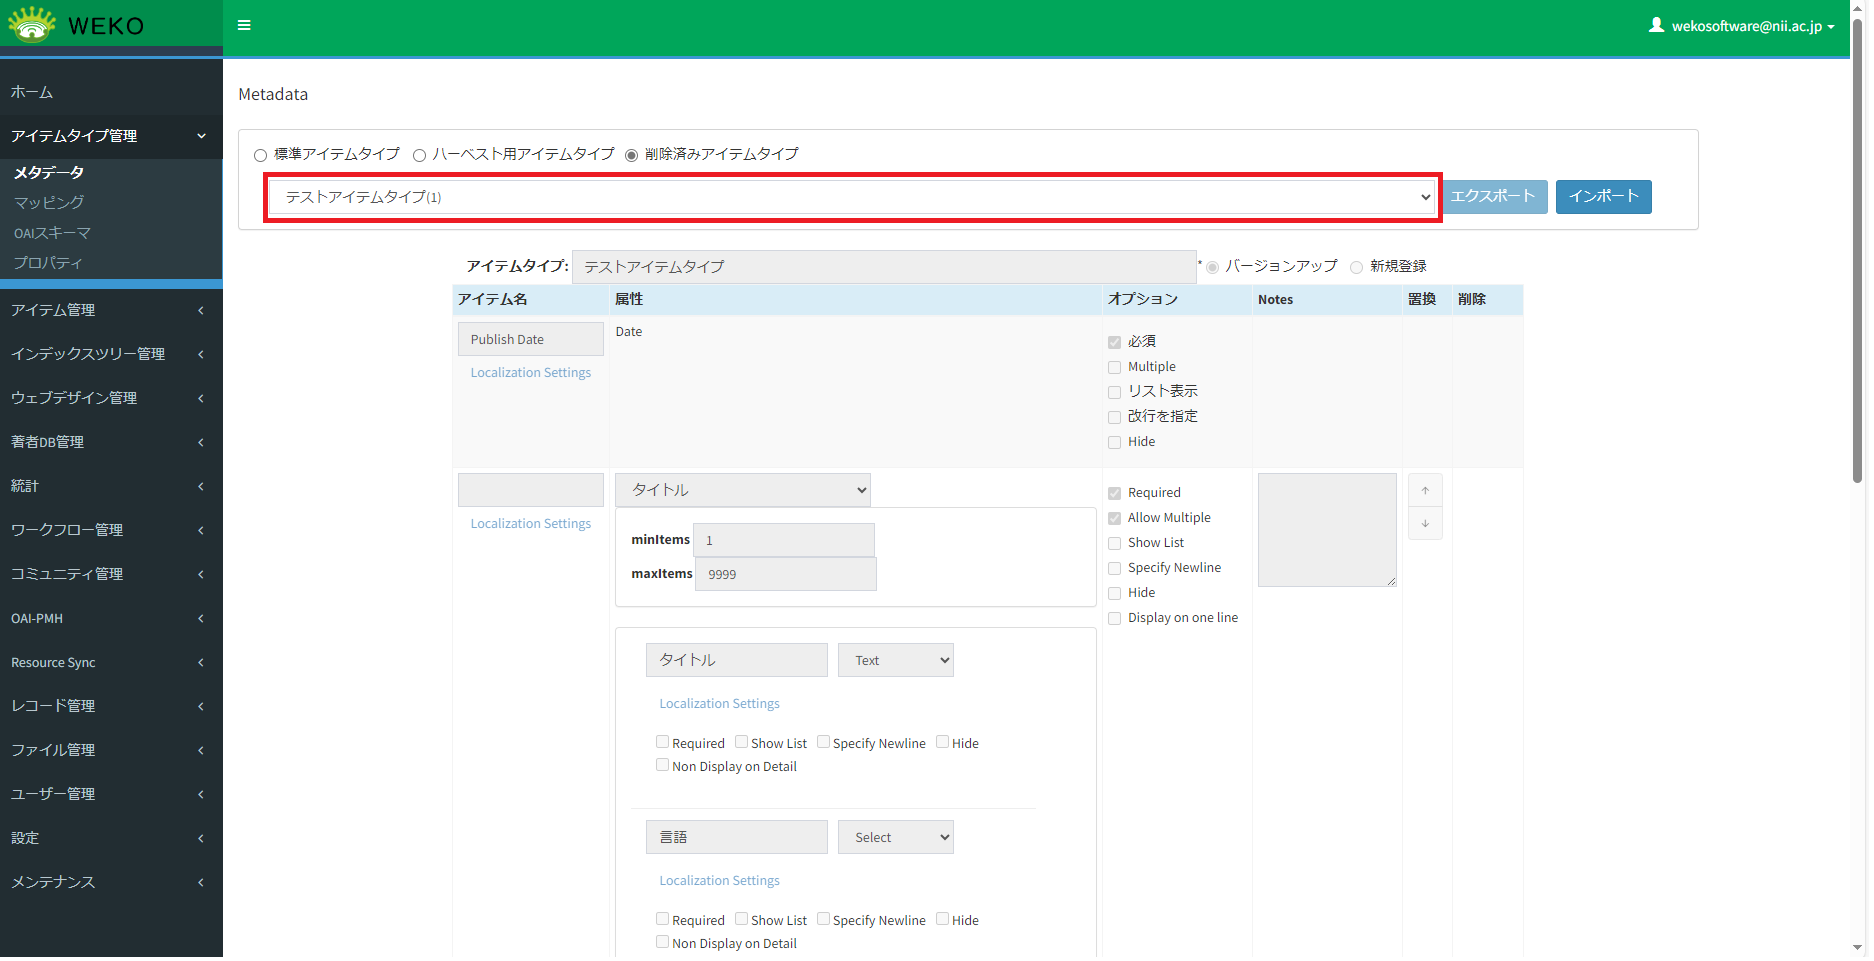 WEKO
wekosoftware@nii.ac.jp
ホーム
アイテムタイプ管理
メタデータ
マッピング
OAIスキーマ
プロパティ
アイテム管理
インデックスツリー管理
ウェブデザイン管理
著者DB管理
統計
ワークフロー管理
コミュニティ管理
OAI-PMH
Resource Sync
レコード管理
ファイル管理
ユーザー管理
設定
メンテナンス
Metadata
標準アイテムタイプ ハーベスト用アイテムタイプ 削除済みアイテムタイプ
テストアイテムタイプ(1) エクスポート インポート
アイテムタイプ: テストアイテムタイプ * バージョンアップ 新規登録
アイテム名 属性 オプション Notes 置換 削除
Publish Date Date
Localization Settings
必須
Multiple
リスト表示
改行を指定
Hide
タイトル
Localization Settings
minItems 1
maxItems 9999
Required
Allow Multiple
Show List
Specify Newline
Hide
Display on one line
↑
↓
タイトル Text
Localization Settings
Required Show List Specify Newline Hide
Non Display on Detail
言語 Select
Localization Settings
Required Show List Specify Newline Hide
Non Display on Detail